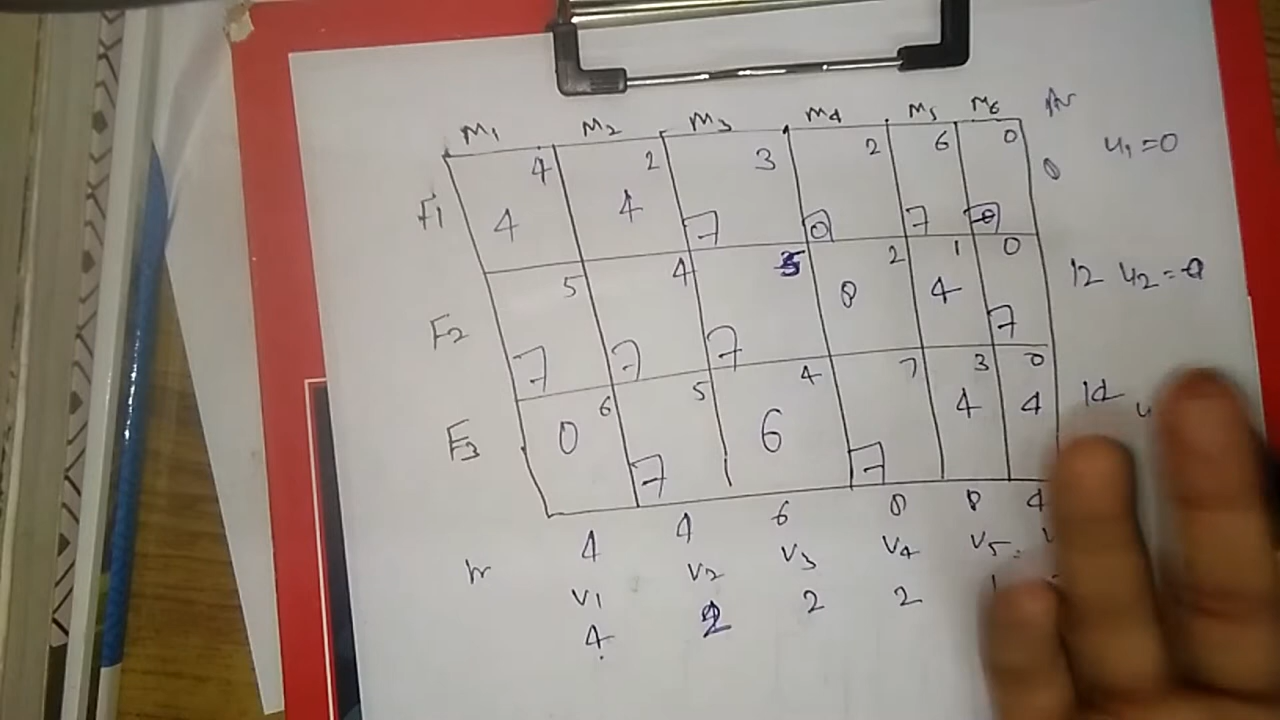 M1 M2 M3 M4 M5 M6
4 2 3 2 6 0
F1 4 4 7 0 7 8 u1=0
5 4 5 2 1 0
F2 8 4 12 u2=0
7 7 7 7
6 5 4 7 3 0
F3 0 6 4 4 12
7 7
4 4 6 8 8 4
V1 V2 V3 V4 V5
4 2 2 2